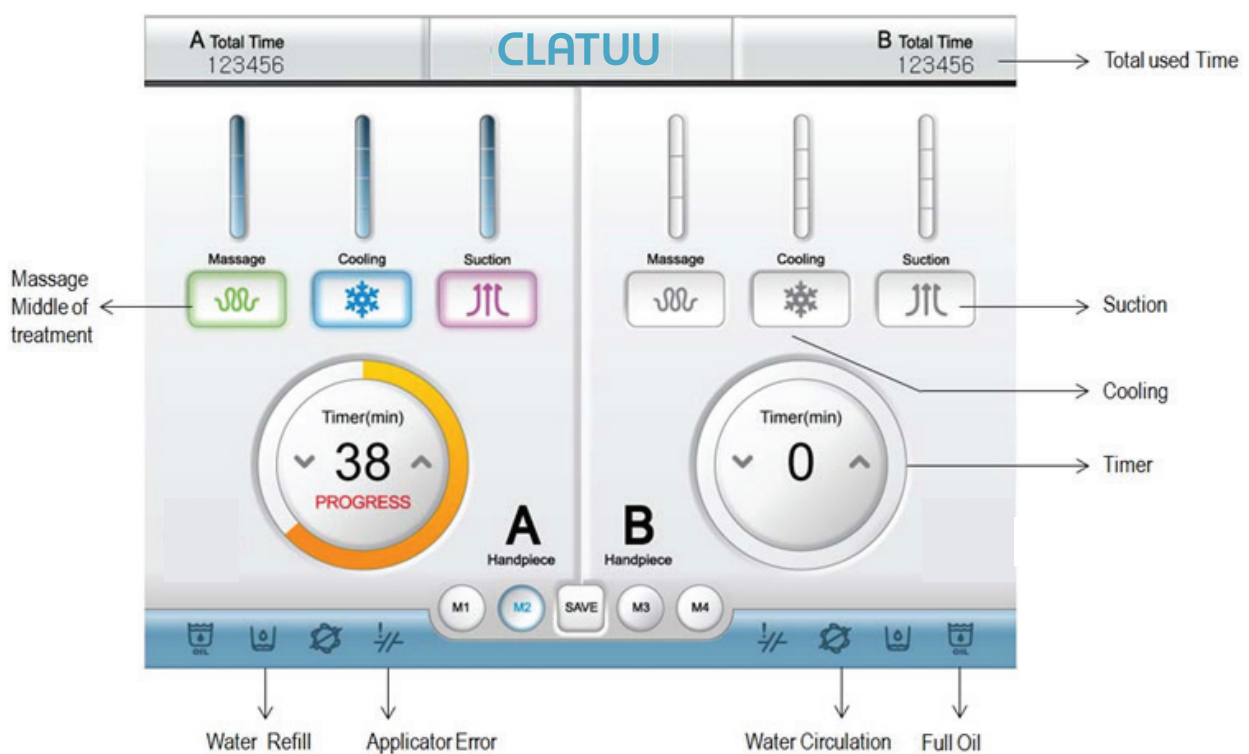 A Total Time
123456
CLATUU
B Total Time
123456
Total used Time
Massage
Cooling
Suction
Massage
Cooling
Suction
Massage
Middle of
treatment
Suction
Cooling
Timer(min)
38
PROGRESS
Timer(min)
0
Timer
A
Handpiece
B
Handpiece
M1
M2
SAVE
M3
M4
OIL
OIL
Water Refill
Applicator Error
Water Circulation
Full Oil